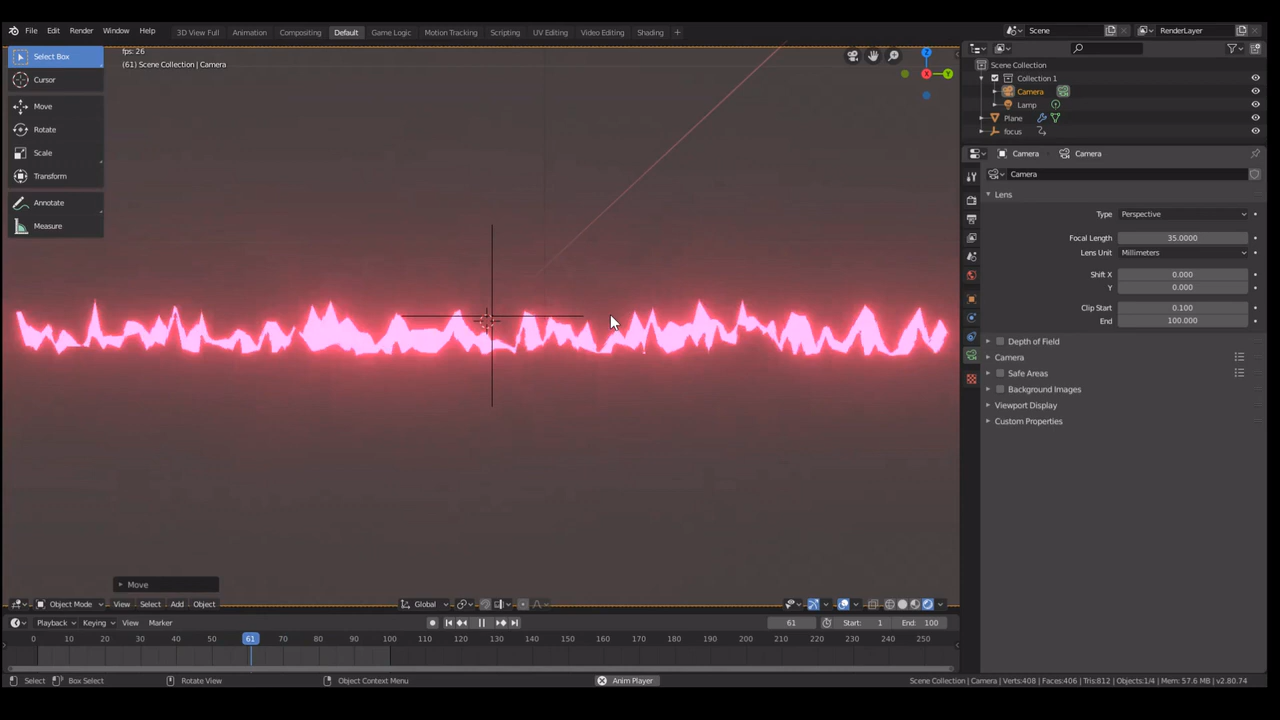 File Edit Render Window Help 3D View Full Animation Compositing Default Game Logic Motion Tracking Scripting UV Editing Video Editing Shading + Scene RenderLayer
Select Box
Cursor
Move
Rotate
Scale
Transform
Annotate
Measure
fps: 26
(61) Scene Collection | Camera
Z
X
Y
Move
Object Mode View Select Add Object Global
Playback Keying View Marker 61 Start: 1 End: 100
0 10 20 30 40 50 61 70 80 90 100 110 120 130 140 150 160 170 180 190 200 210 220 230 240 250
Scene Collection
Collection 1
Camera
Lamp
Plane
focus
Camera Camera
Camera
Lens
Type Perspective
Focal Length 35.0000
Lens Unit Millimeters
Shift X 0.000
Y 0.000
Clip Start 0.100
End 100.000
Depth of Field
Camera
Safe Areas
Background Images
Viewport Display
Custom Properties
Select Box Select Rotate View Object Context Menu Anim Player Scene Collection | Camera | Verts:408 | Faces:406 | Tris:812 | Objects:1/4 | Mem: 57.6 MB | v2.80.74